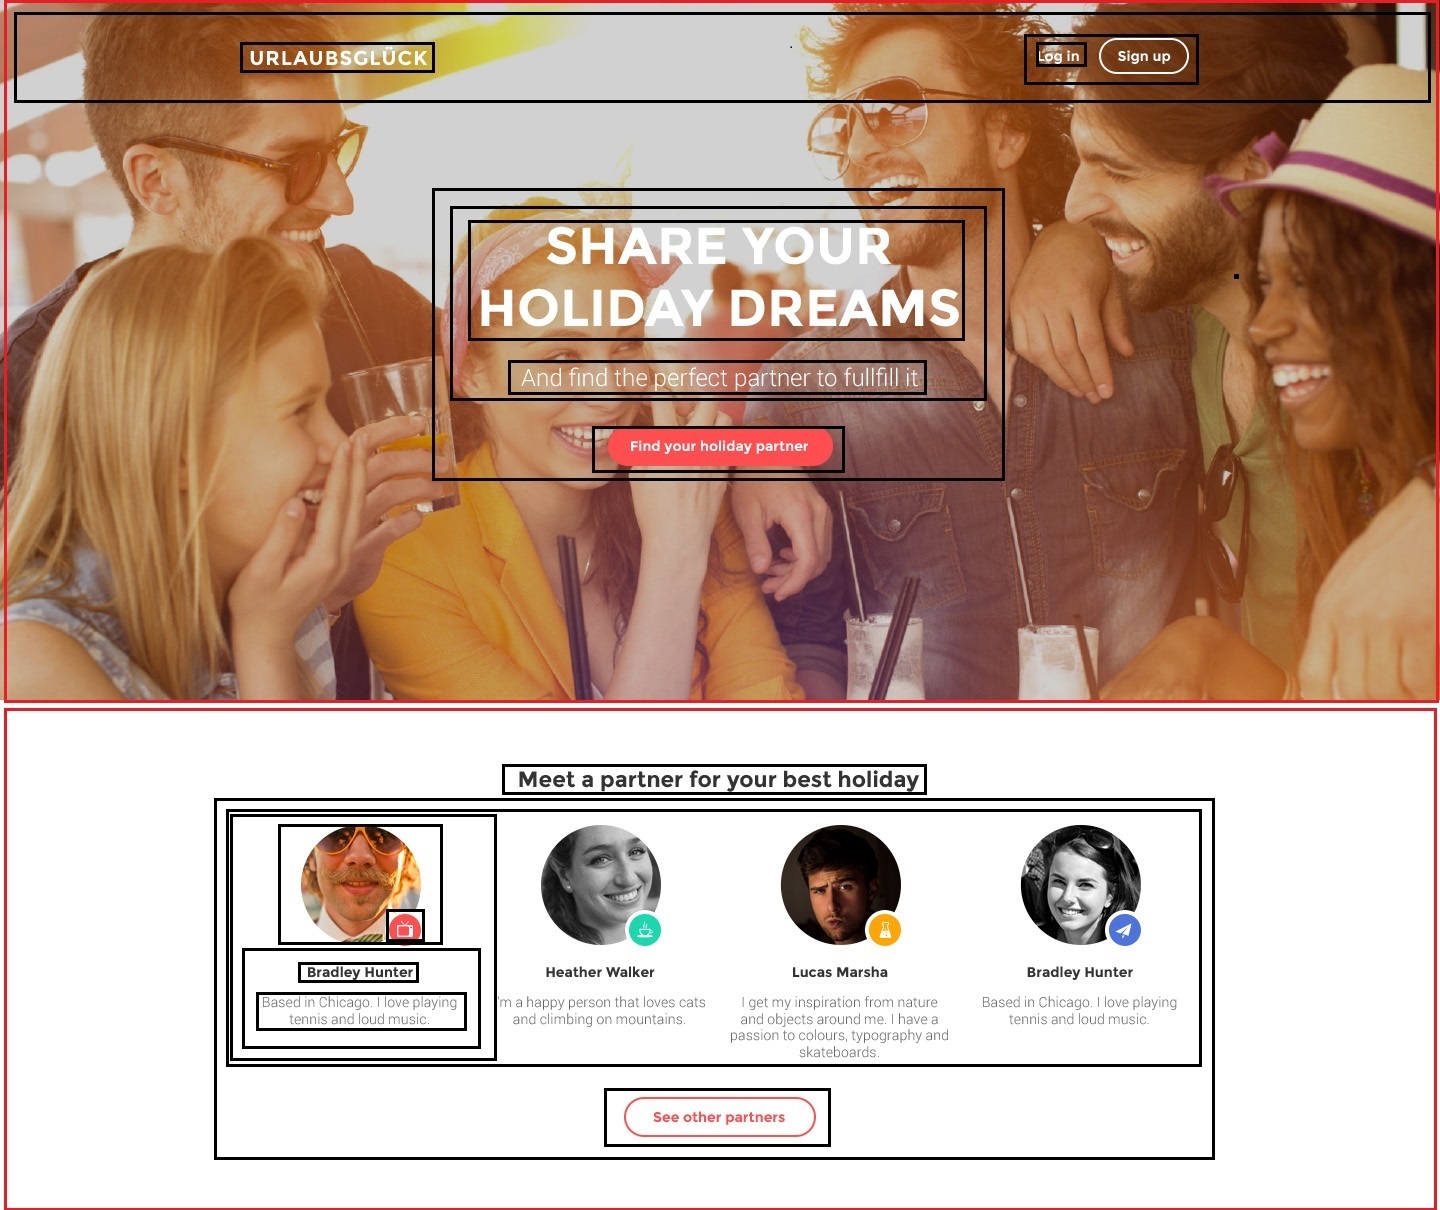 URLAUBSGLÜCK
Log in
Sign up
SHARE YOUR
HOLIDAY DREAMS
And find the perfect partner to fullfill it
Find your holiday partner
Meet a partner for your best holiday
Bradley Hunter
Based in Chicago. I love playing
tennis and loud music.
Heather Walker
'm a happy person that loves cats
and climbing on mountains.
Lucas Marsha
I get my inspiration from nature
and objects around me. I have a
passion to colours, typography and
skateboards.
Bradley Hunter
Based in Chicago. I love playing
tennis and loud music.
See other partners